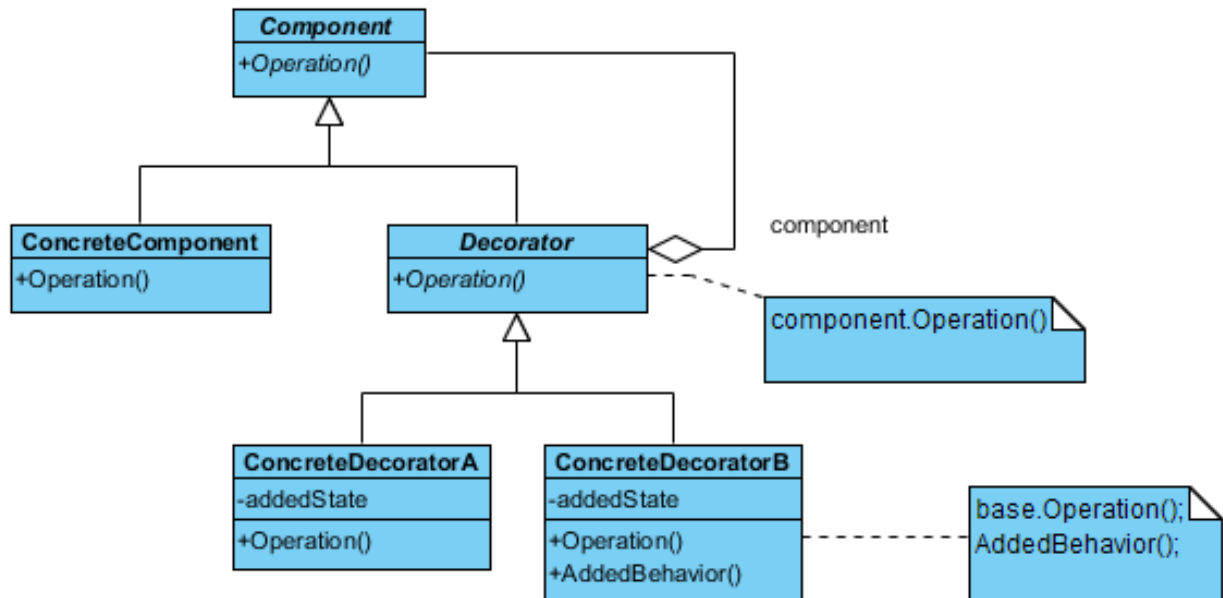 Component
+Operation()
ConcreteComponent
+Operation()
Decorator
+Operation()
component
component.Operation()
ConcreteDecoratorA
-addedState
+Operation()
ConcreteDecoratorB
-addedState
+Operation()
+AddedBehavior()
base.Operation();
AddedBehavior();